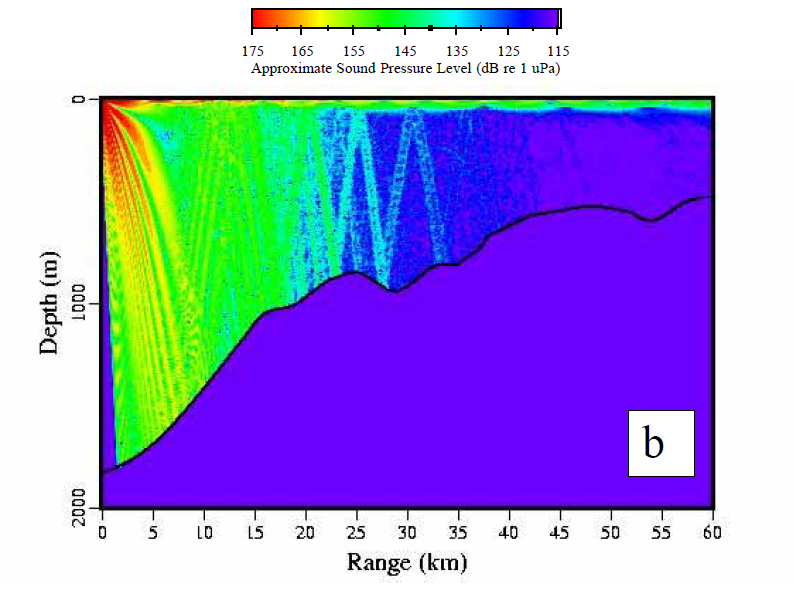 175 165 155 145 135 125 115
Approximate Sound Pressure Level (dB re 1 uPa)
0
1000
2000
Depth (m)
b
0 5 10 15 20 25 30 35 40 45 50 55 60
Range (km)